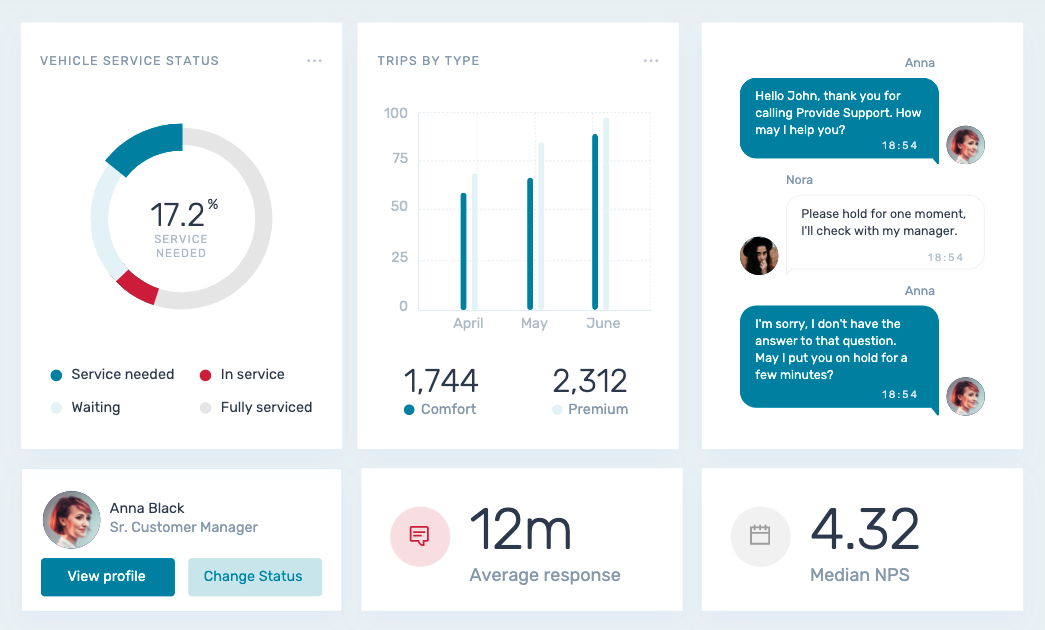 VEHICLE SERVICE STATUS
17.2%
SERVICE
NEEDED
Service needed
In service
Waiting
Fully serviced
TRIPS BY TYPE
100
75
50
25
0
April
May
June
1,744
Comfort
2,312
Premium
Anna
Hello John, thank you for
calling Provide Support. How
may I help you?
18:54
Nora
Please hold for one moment,
I'll check with my manager.
18:54
Anna
I'm sorry, I don't have the
answer to that question.
May I put you on hold for a
few minutes?
18:54
Anna Black
Sr. Customer Manager
View profile
Change Status
12m
Average response
4.32
Median NPS